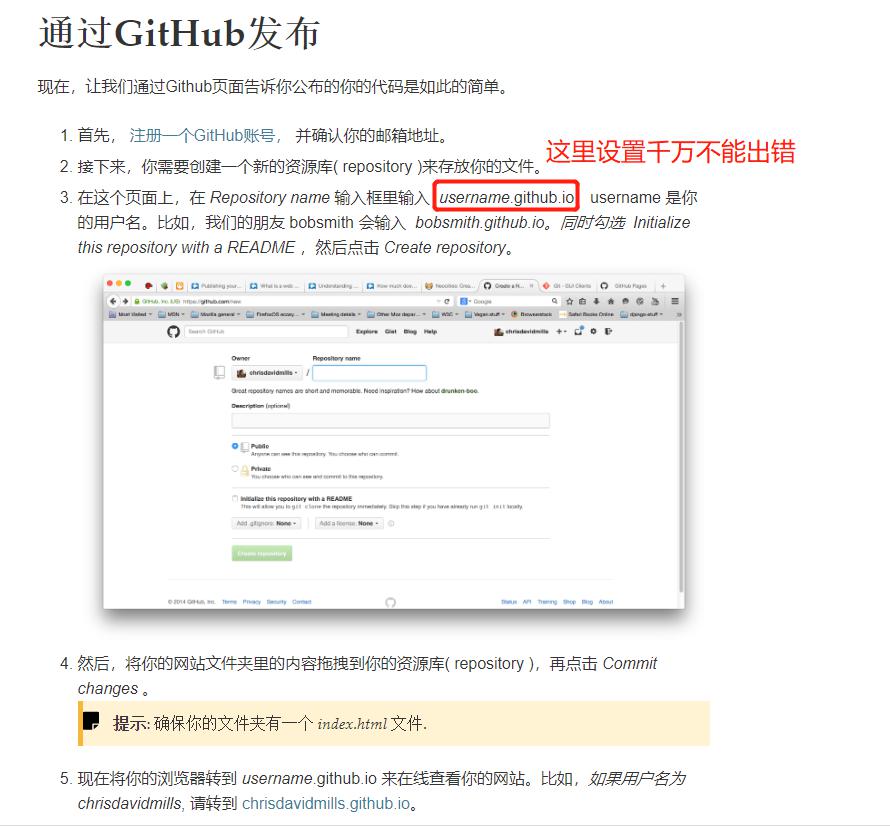 通过GitHub发布
现在，让我们通过Github页面告诉你公布的你的代码是如此的简单。
1. 首先， 注册一个GitHub账号， 并确认你的邮箱地址。
这里设置千万不能出错
2. 接下来，你需要创建一个新的资源库( repository )来存放你的文件。
3. 在这个页面上，在 Repository name 输入框里输入 username.github.io username 是你
的用户名。比如，我们的朋友 bobsmith 会输入 bobsmith.github.io。同时勾选 Initialize
this repository with a README ，然后点击 Create repository。
Publishing your... What is a web ... Understanding ... How much doe... Neocities: Crea... Create a N... Git - GUI Clients GitHub Pages
GitHub, Inc. (US) https://github.com/new Google
Most Visited MDN Mozilla general FireFoxOS ecosy... Meeting details Other Moz depar... W3C Vegan stuff Browserstack Safari Books Online django-stuff
Search GitHub Explore Gist Blog Help chrisdavidmills
Owner Repository name
chrisdavidmills /
Great repository names are short and memorable. Need inspiration? How about drunken-boo.
Description (optional)
Public
Anyone can see this repository. You choose who can commit.
Private
You choose who can see and commit to this repository.
Initialize this repository with a README
This will allow you to git clone the repository immediately. Skip this step if you have already run git init locally.
Add .gitignore: None Add a license: None
Create repository
© 2014 GitHub, Inc. Terms Privacy Security Contact Status API Training Shop Blog About
4. 然后，将你的网站文件夹里的内容拖拽到你的资源库( repository )，再点击 Commit
changes 。
提示: 确保你的文件夹有一个 index.html 文件.
5. 现在将你的浏览器转到 username.github.io 来在线查看你的网站。比如，如果用户名为
chrisdavidmills, 请转到 chrisdavidmills.github.io。